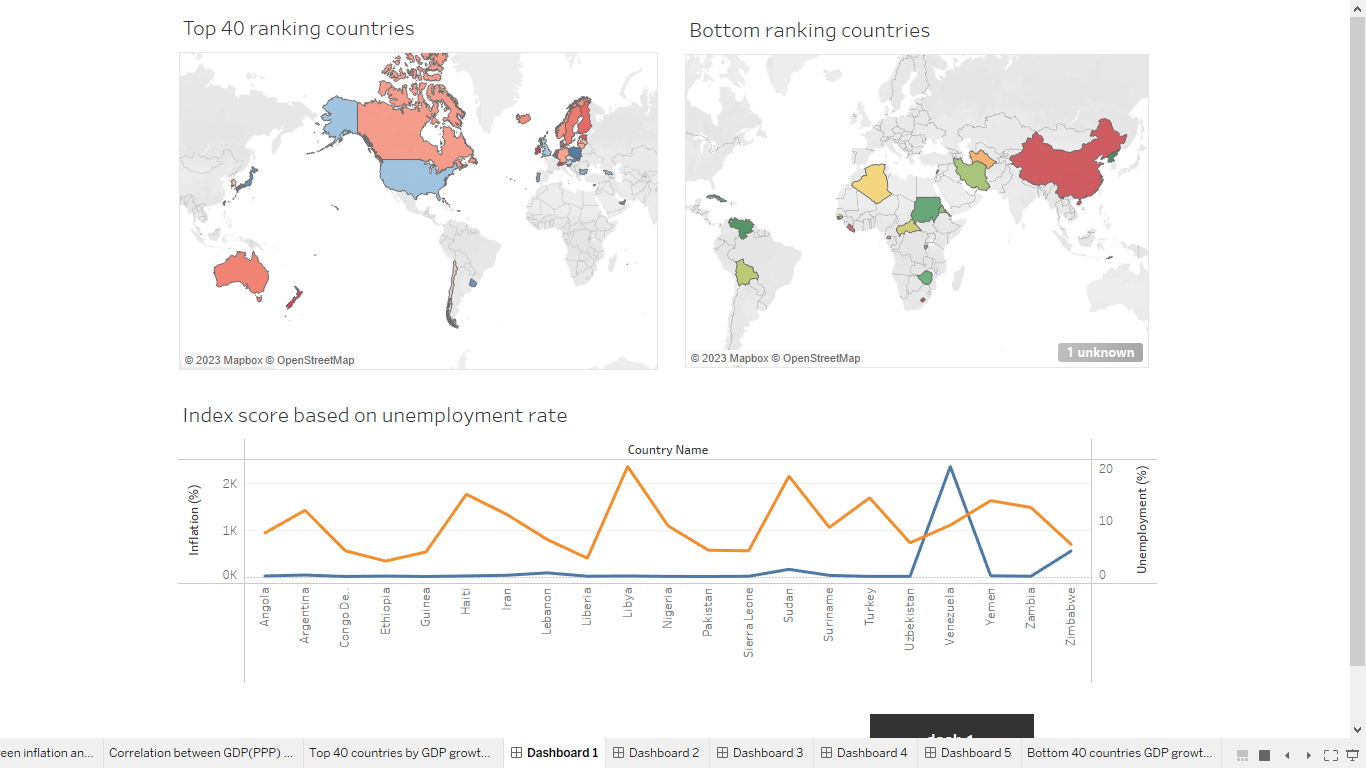 Top 40 ranking countries
Bottom ranking countries
© 2023 Mapbox © OpenStreetMap
© 2023 Mapbox © OpenStreetMap
1 unknown
Index score based on unemployment rate
Country Name
Inflation (%)
2K
1K
0K
20
10
0
Unemployment (%)
Angola
Argentina
Congo De..
Ethiopia
Guinea
Haiti
Iran
Lebanon
Liberia
Libya
Nigeria
Pakistan
Sierra Leone
Sudan
Suriname
Turkey
Uzbekistan
Venezuela
Yemen
Zambia
Zimbabwe
een inflation an...
Correlation between GDP(PPP) ...
Top 40 countries by GDP growt...
Dashboard 1
Dashboard 2
Dashboard 3
Dashboard 4
Dashboard 5
Bottom 40 countries GDP growt...